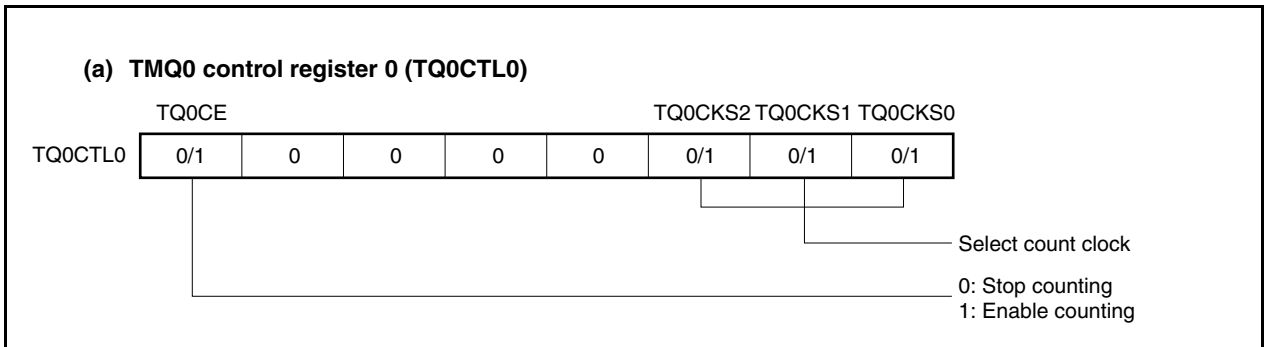 (a) TMQ0 control register 0 (TQ0CTL0)
TQ0CE TQ0CKS2 TQ0CKS1 TQ0CKS0
TQ0CTL0 0/1 0 0 0 0 0/1 0/1 0/1
Select count clock
0: Stop counting
1: Enable counting